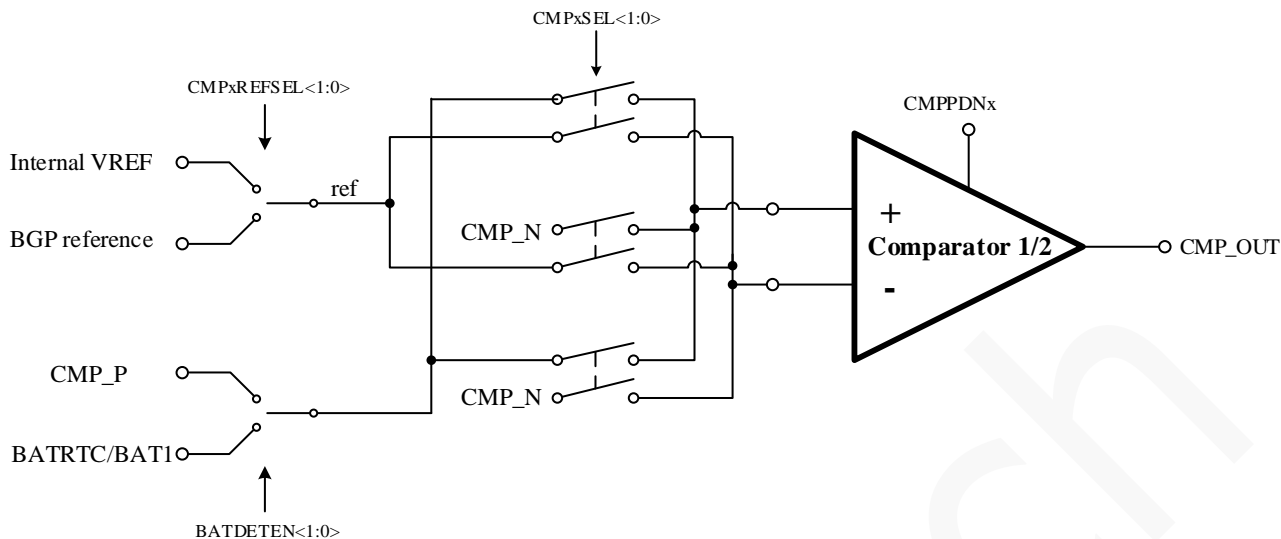 CMPxSEL<1:0>
CMPxREFSEL<1:0>
CMPPDNx
Internal VREF
ref
BGP reference
CMP_N
+
Comparator 1/2
-
CMP_OUT
CMP_P
CMP_N
BATRTC/BAT1
BATDETEN<1:0>
ch